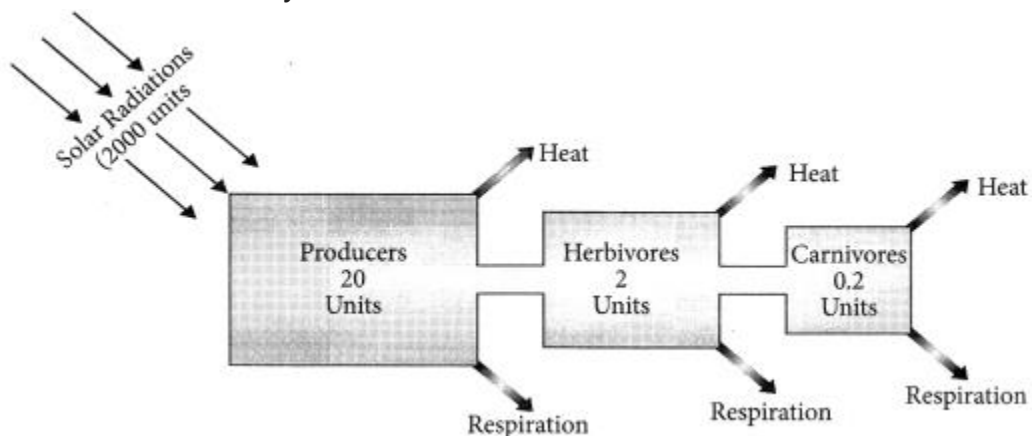 Solar Radiations
(2000 units
Heat
Heat
Heat
Producers
20
Units
Herbivores
2
Units
Carnivores
0.2
Units
Respiration
Respiration
Respiration